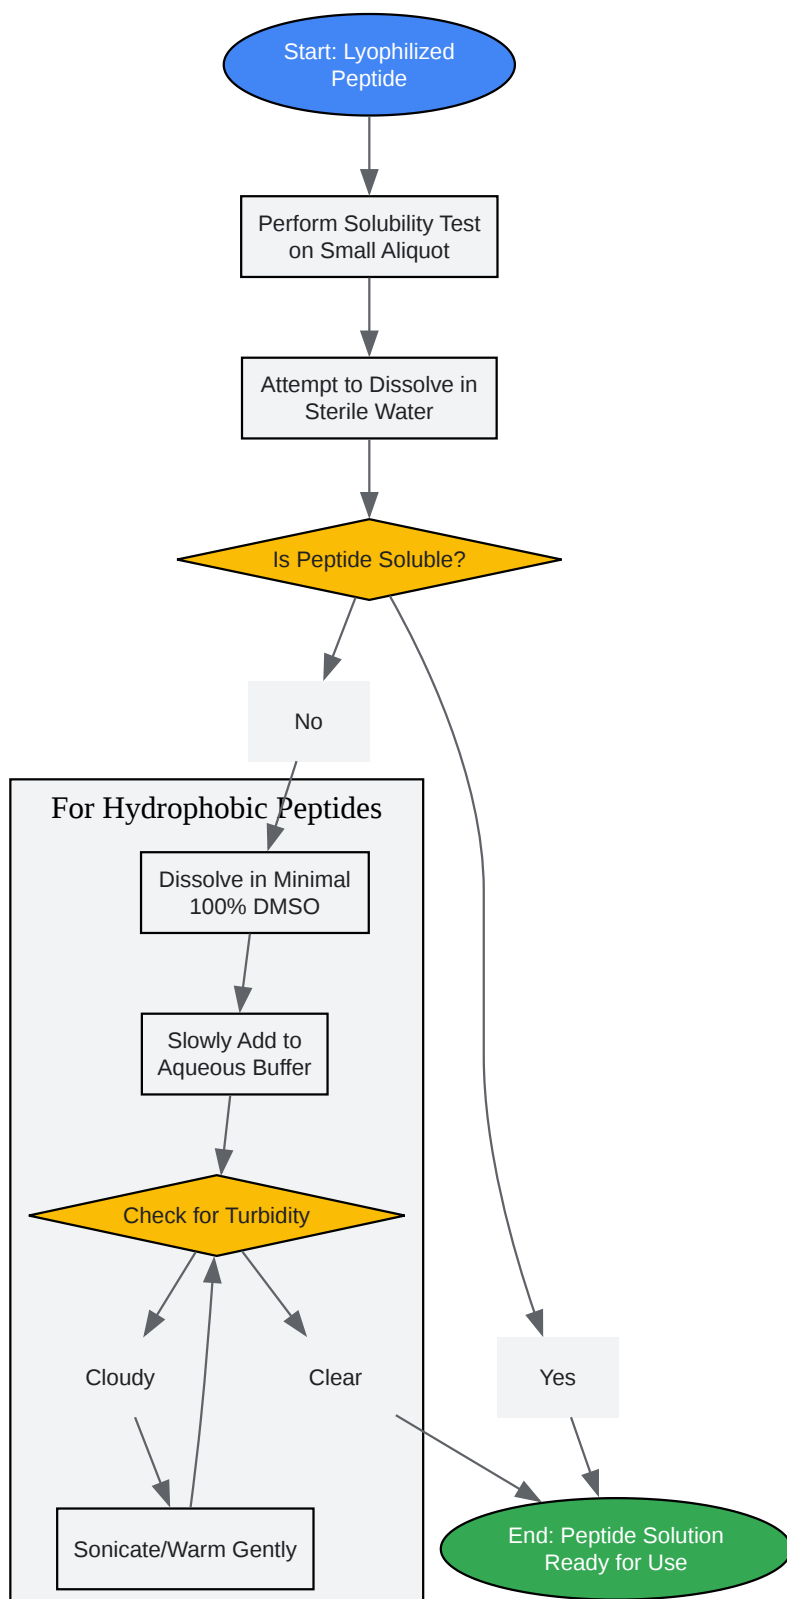 Start: Lyophilized
Peptide
Perform Solubility Test
on Small Aliquot
Attempt to Dissolve in
Sterile Water
Is Peptide Soluble?
No
For Hydrophobic Peptides
Dissolve in Minimal
100% DMSO
Slowly Add to
Aqueous Buffer
Check for Turbidity
Cloudy
Clear
Yes
Sonicate/Warm Gently
End: Peptide Solution
Ready for Use